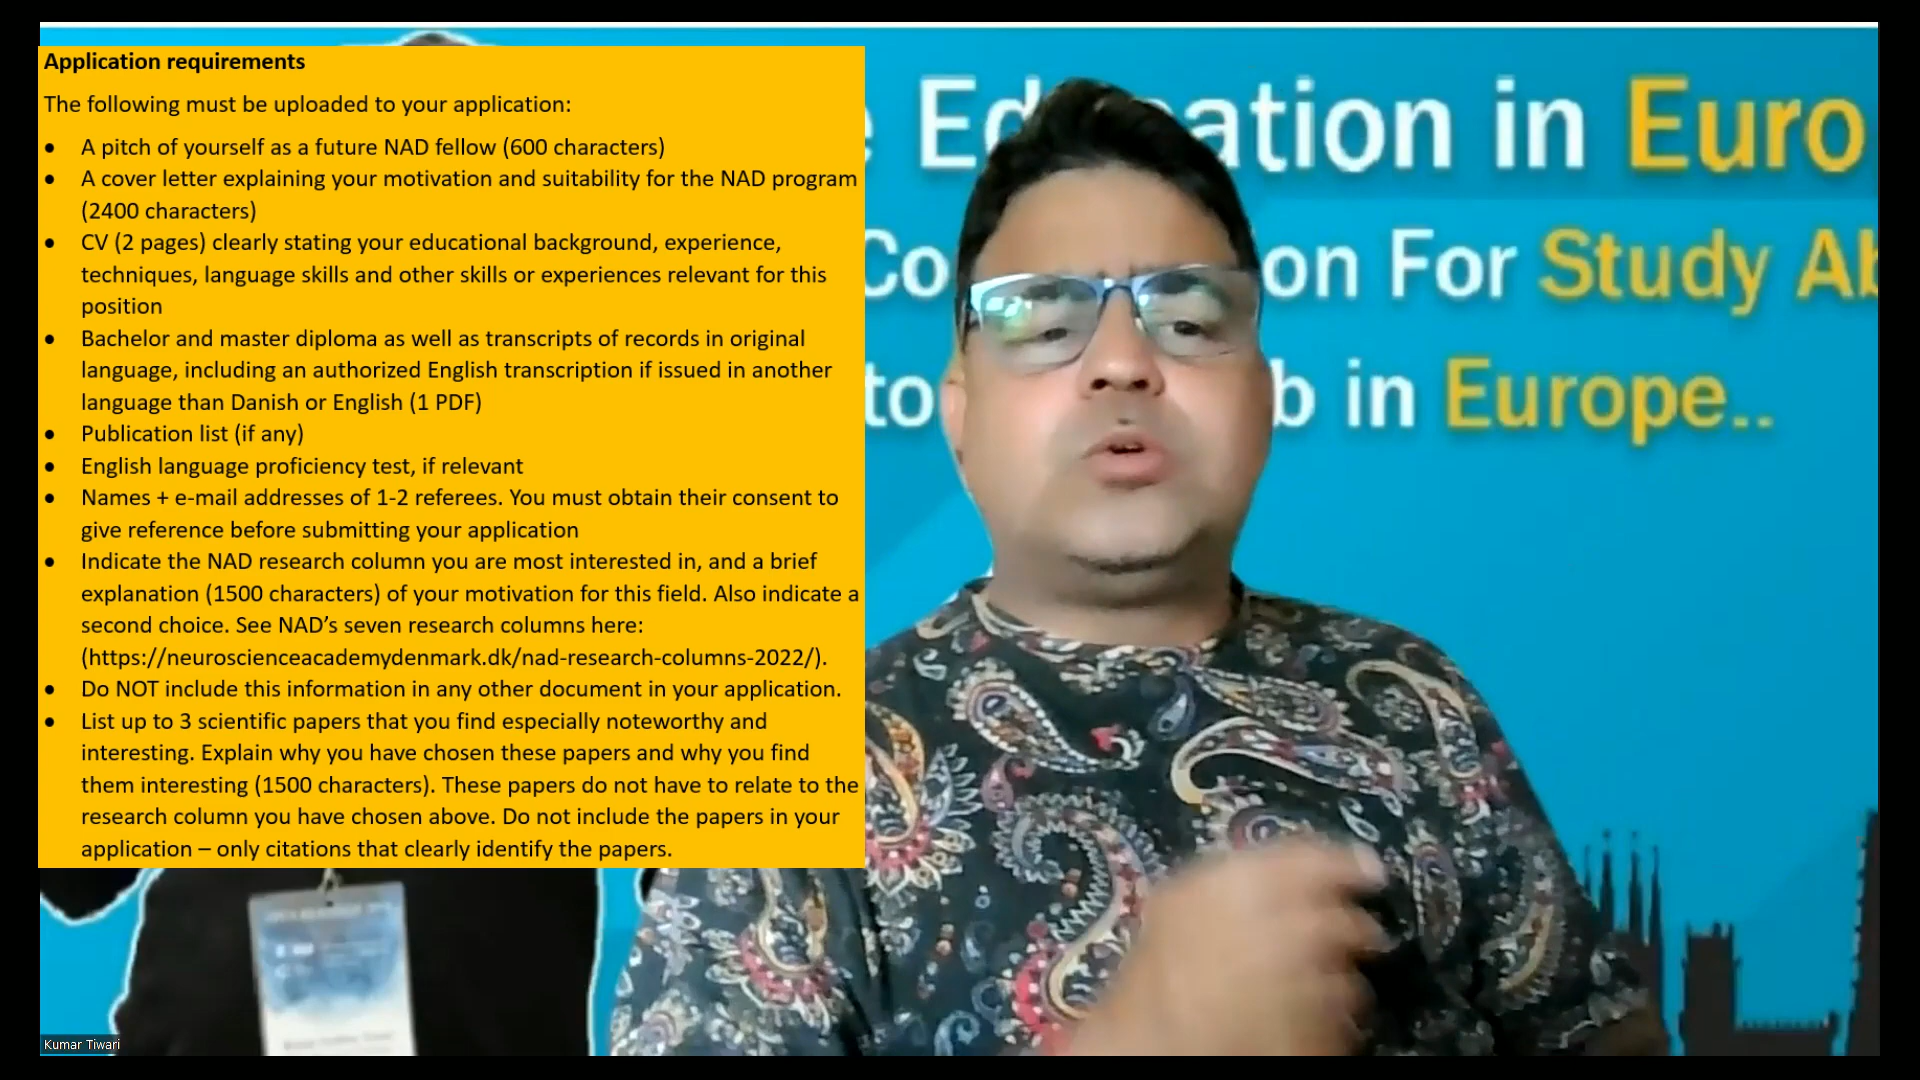 Application requirements
The following must be uploaded to your application:
• A pitch of yourself as a future NAD fellow (600 characters)
• A cover letter explaining your motivation and suitability for the NAD program
(2400 characters)
• CV (2 pages) clearly stating your educational background, experience,
techniques, language skills and other skills or experiences relevant for this
position
• Bachelor and master diploma as well as transcripts of records in original
language, including an authorized English transcription if issued in another
language than Danish or English (1 PDF)
• Publication list (if any)
• English language proficiency test, if relevant
• Names + e-mail addresses of 1-2 referees. You must obtain their consent to
give reference before submitting your application
• Indicate the NAD research column you are most interested in, and a brief
explanation (1500 characters) of your motivation for this field. Also indicate a
second choice. See NAD’s seven research columns here:
(https://neuroscienceacademydenmark.dk/nad-research-columns-2022/).
• Do NOT include this information in any other document in your application.
• List up to 3 scientific papers that you find especially noteworthy and
interesting. Explain why you have chosen these papers and why you find
them interesting (1500 characters). These papers do not have to relate to the
research column you have chosen above. Do not include the papers in your
application – only citations that clearly identify the papers.
e Ed ation in Euro
Co on For Study Ab
to b in Europe..
Kumar Tiwari